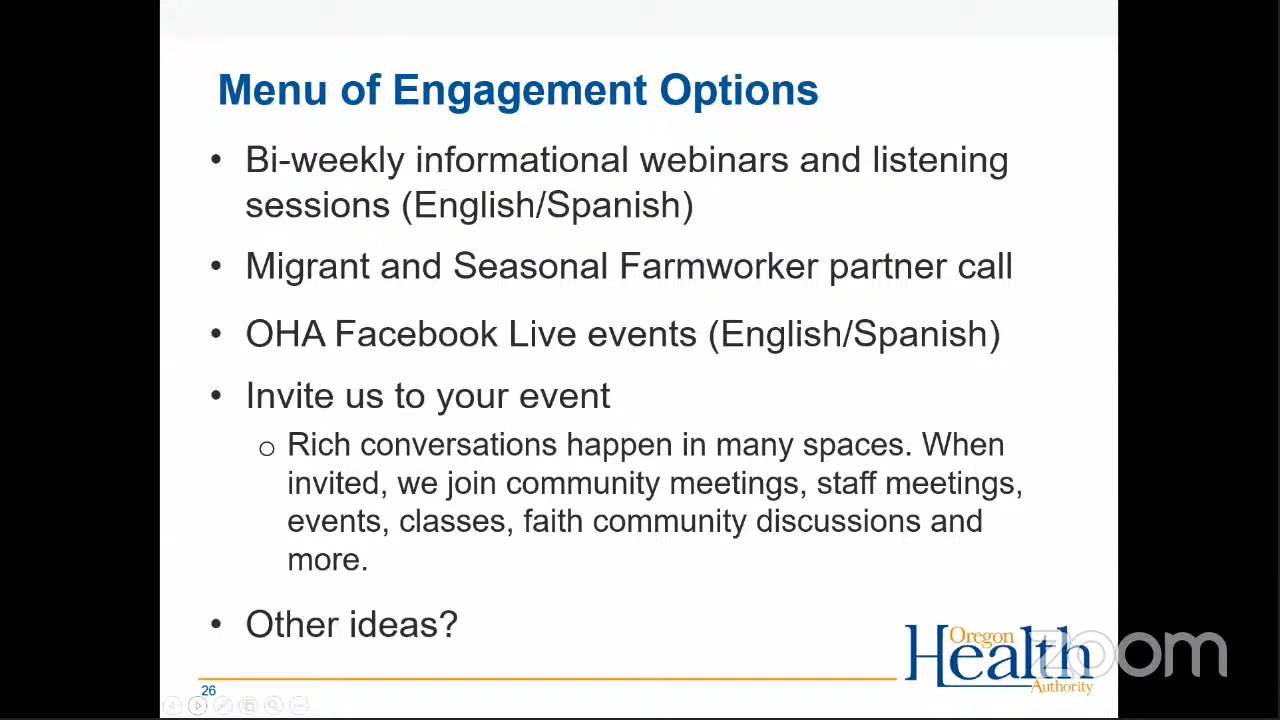 Menu of Engagement Options
• Bi-weekly informational webinars and listening
sessions (English/Spanish)
• Migrant and Seasonal Farmworker partner call
• OHA Facebook Live events (English/Spanish)
• Invite us to your event
o Rich conversations happen in many spaces. When
invited, we join community meetings, staff meetings,
events, classes, faith community discussions and
more.
• Other ideas?
Oregon
Health
Authority
zoom
26